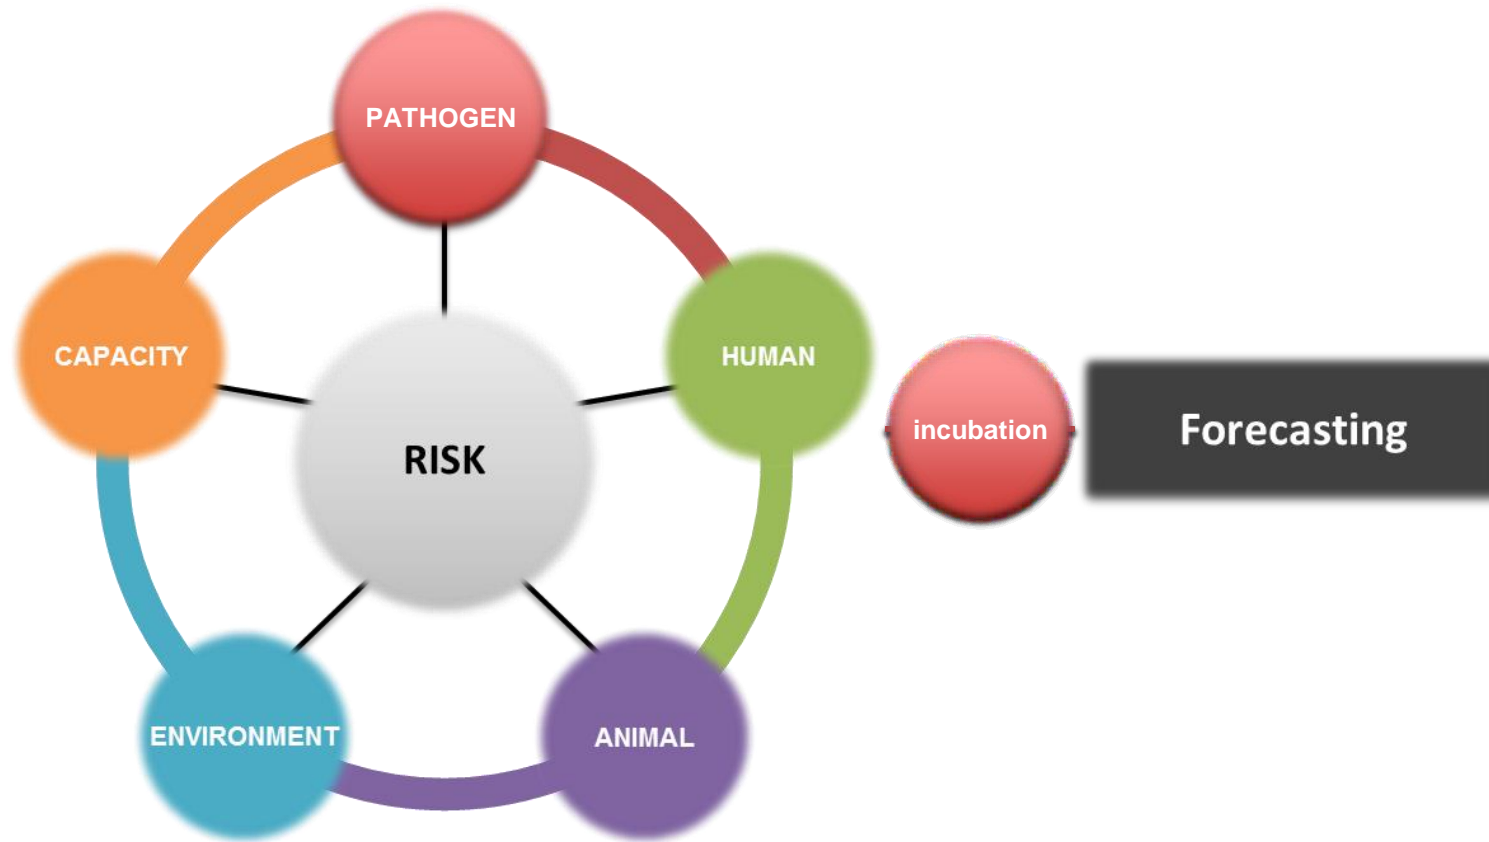 PATHOGEN
CAPACITY
HUMAN
RISK
incubation
Forecasting
ENVIRONMENT
ANIMAL